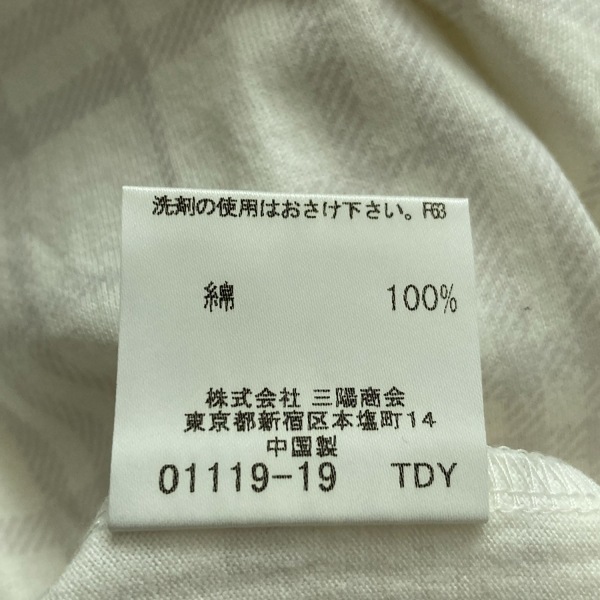 洗剤の使用はおさけ下さい。F63
綿 100%
株式会社 三陽商会
東京都新宿区本塩町14
中国製
01119-19 TDY